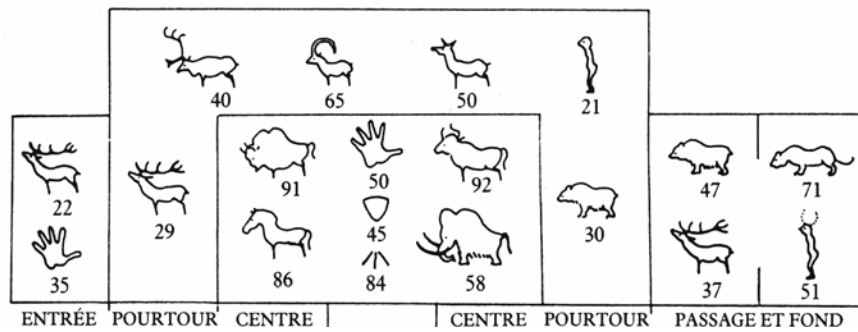 40 65 50 21
22 29 91 50 92 30 47 71
35 86 45 84 58 37 51
ENTRÉE POURTOUR CENTRE CENTRE POURTOUR PASSAGE ET FOND